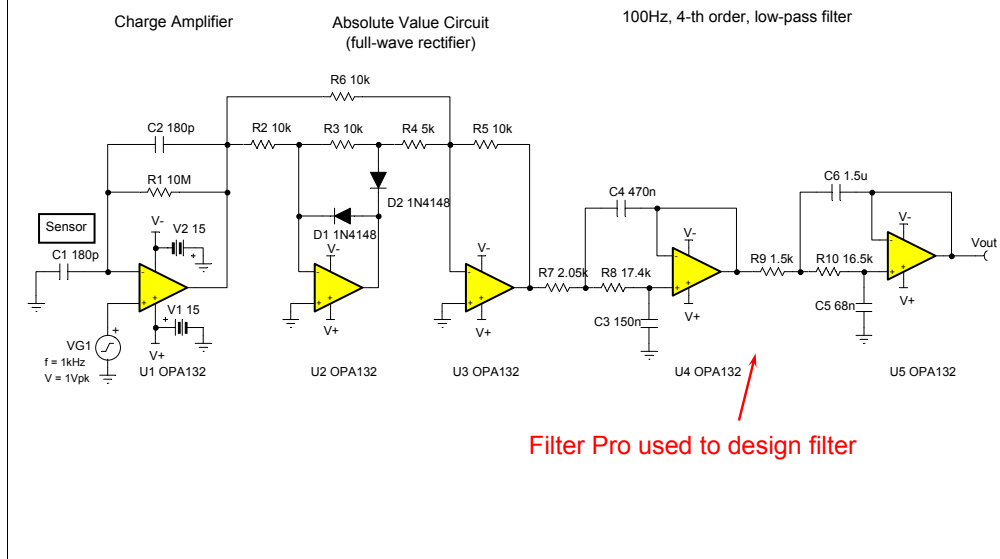 Charge Amplifier
Absolute Value Circuit
(full-wave rectifier)
100Hz, 4-th order, low-pass filter
R6 10k
C2 180p
R2 10k
R3 10k
R4 5k
R5 10k
R1 10M
D2 1N4148
D1 1N4148
C4 470n
C6 1.5u
Sensor
C1 180p
V-
V2 15
+
-
+
+
V1 15
+
V+
VG1
+
f = 1kHz
V = 1Vpk
U1 OPA132
V-
-
+
+
V+
U2 OPA132
-
+
+
V-
V+
U3 OPA132
R7 2.05k
R8 17.4k
C3 150n
V-
-
+
+
V+
U4 OPA132
R9 1.5k
R10 16.5k
C5 68n
V-
-
+
+
V+
U5 OPA132
Vout
Filter Pro used to design filter